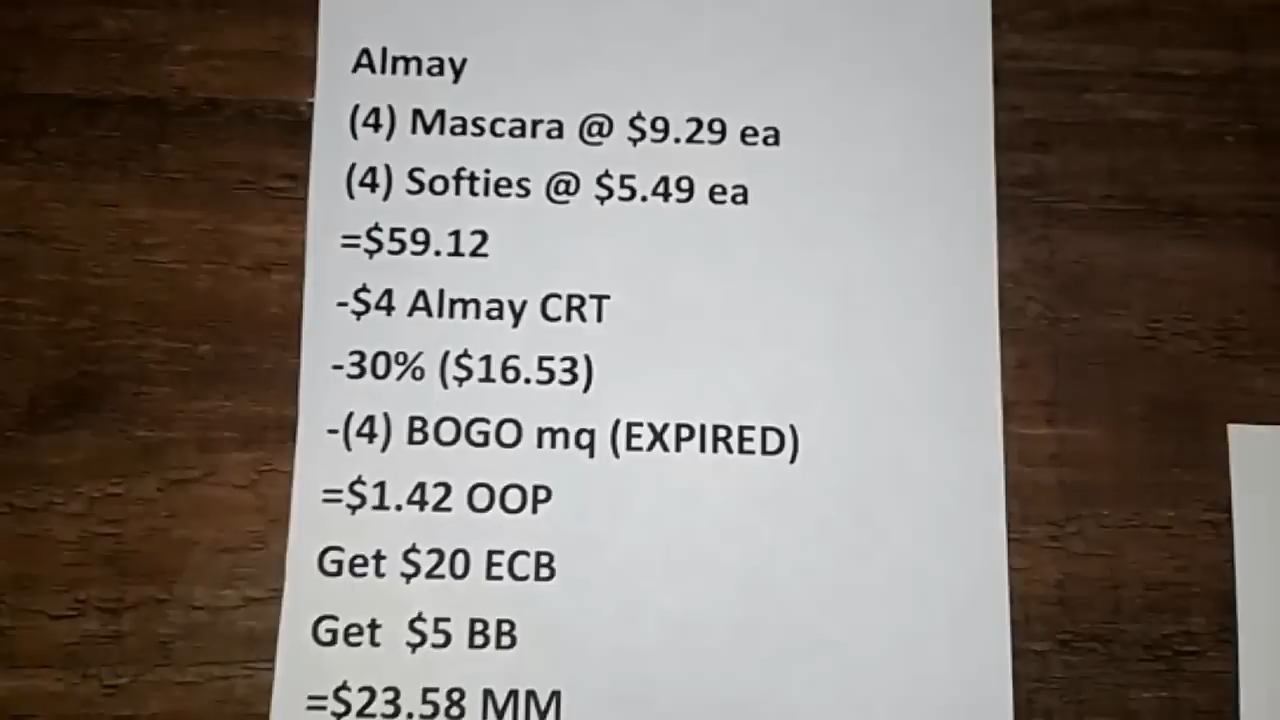 Almay
(4) Mascara @ $9.29 ea
(4) Softies @ $5.49 ea
=$59.12
-$4 Almay CRT
-30% ($16.53)
-(4) BOGO mq (EXPIRED)
=$1.42 OOP
Get $20 ECB
Get  $5 BB
=$23.58 MM